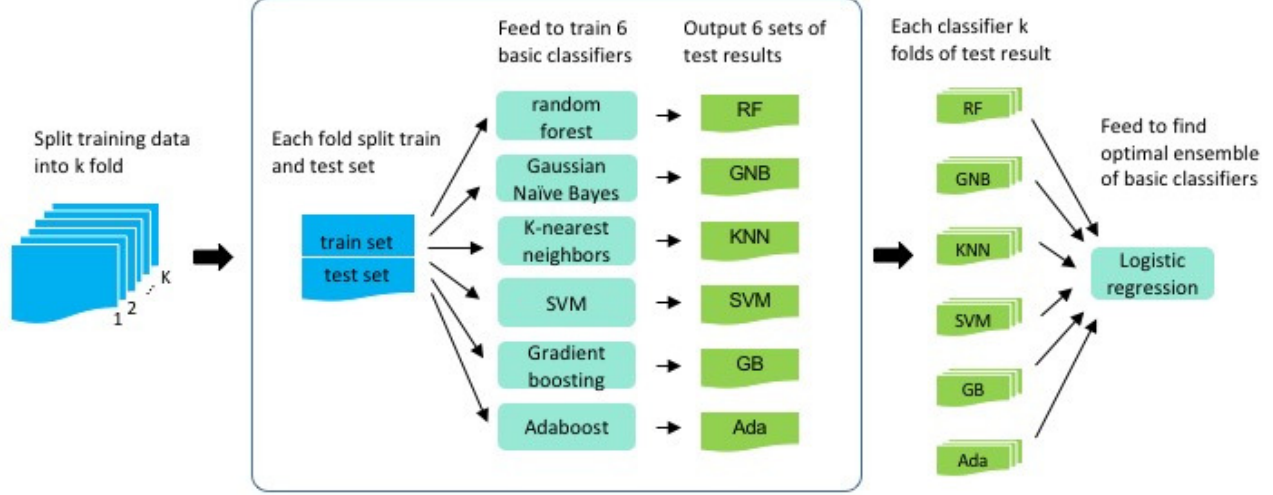 Split training data
into k fold
1
2
K
Each fold split train
and test set
train set
test set
Feed to train 6
basic classifiers
random
forest
Gaussian
Naïve Bayes
K-nearest
neighbors
SVM
Gradient
boosting
Adaboost
Output 6 sets of
test results
RF
GNB
KNN
SVM
GB
Ada
Each classifier k
folds of test result
RF
GNB
KNN
SVM
GB
Ada
Feed to find
optimal ensemble
of basic classifiers
Logistic
regression